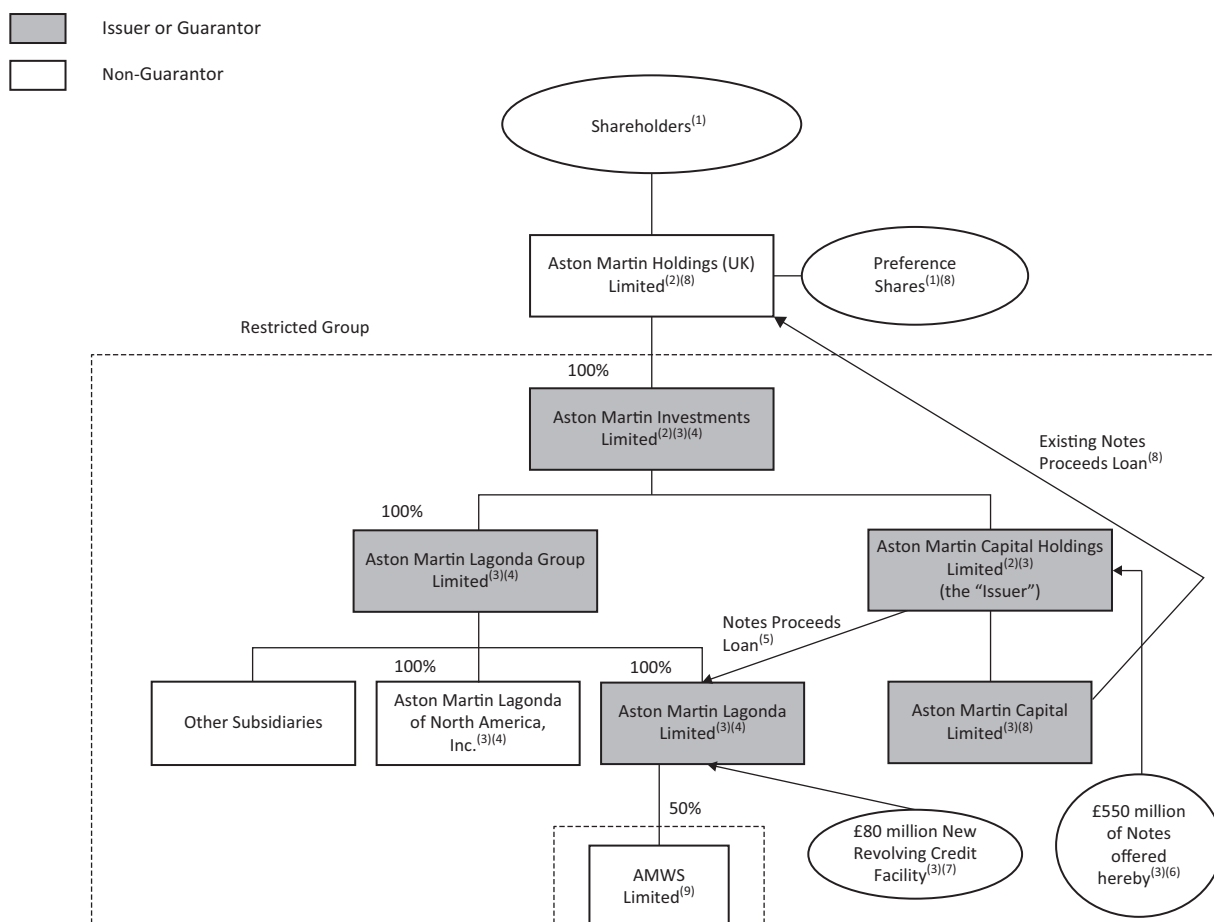 Issuer or Guarantor
Non-Guarantor
Shareholders(1)
Aston Martin Holdings (UK)
Limited(2)(8)
Preference
Shares(1)(8)
Restricted Group
100%
Aston Martin Investments
Limited(2)(3)(4)
Existing Notes
Proceeds Loan(8)
100%
Aston Martin Lagonda Group
Limited(3)(4)
Aston Martin Capital Holdings
Limited(2)(3)
(the “Issuer”)
Notes Proceeds
Loan(5)
100%
100%
Other Subsidiaries
Aston Martin Lagonda
of North America,
Inc.(3)(4)
Aston Martin Lagonda
Limited(3)(4)
Aston Martin Capital
Limited(3)(8)
50%
£80 million New
Revolving Credit
Facility(3)(7)
£550 million
of Notes
offered
hereby(3)(6)
AMWS
Limited(9)